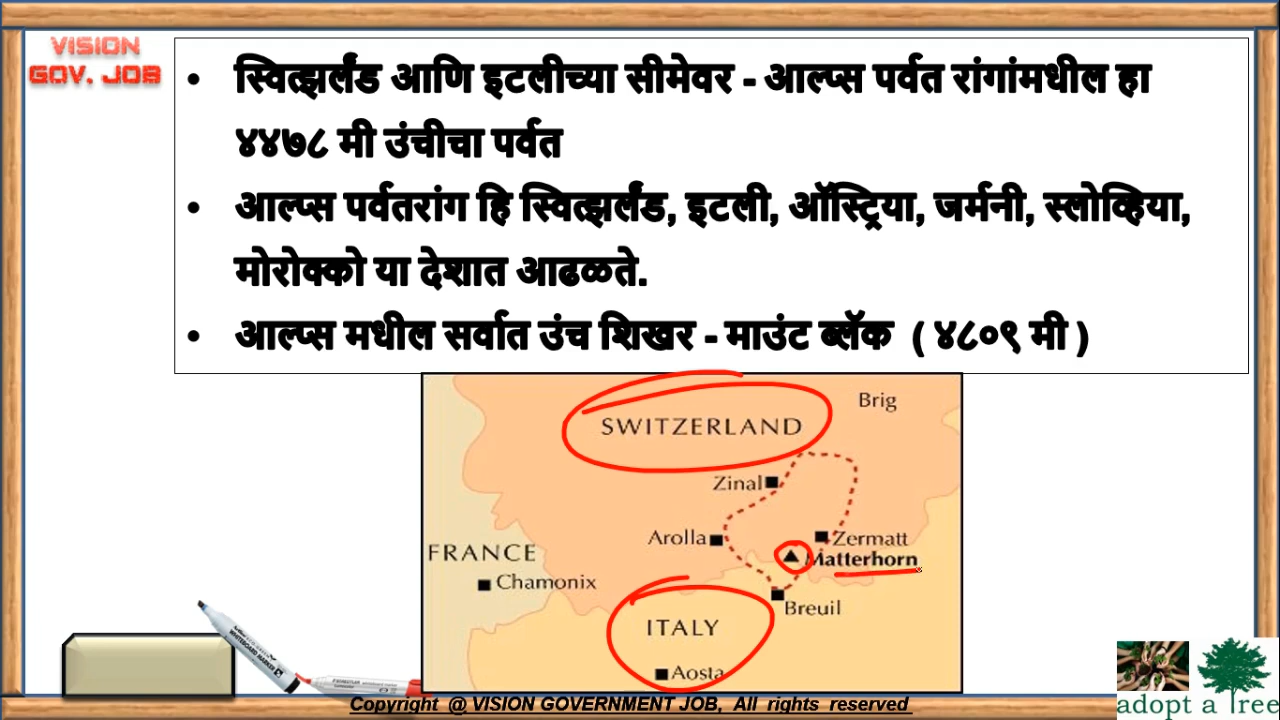 VISION
GOV. JOB
• स्वित्झर्लंड आणि इटलीच्या सीमेवर - आल्प्स पर्वत रांगांमधील हा
४४७८ मी उंचीचा पर्वत
• आल्प्स पर्वतरांग हि स्वित्झर्लंड, इटली, ऑस्ट्रिया, जर्मनी, स्लोव्हिया,
मोरोक्को या देशात आढळते.
• आल्प्स मधील सर्वात उंच शिखर - माउंट ब्लॅक ( ४८०९ मी )
Brig
SWITZERLAND
Zinal
Arolla
Zermatt
FRANCE
Matterhorn
Chamonix
Breuil
ITALY
Aosta
Copyright @ VISION GOVERNMENT JOB, All rights reserved
adopt a Tree